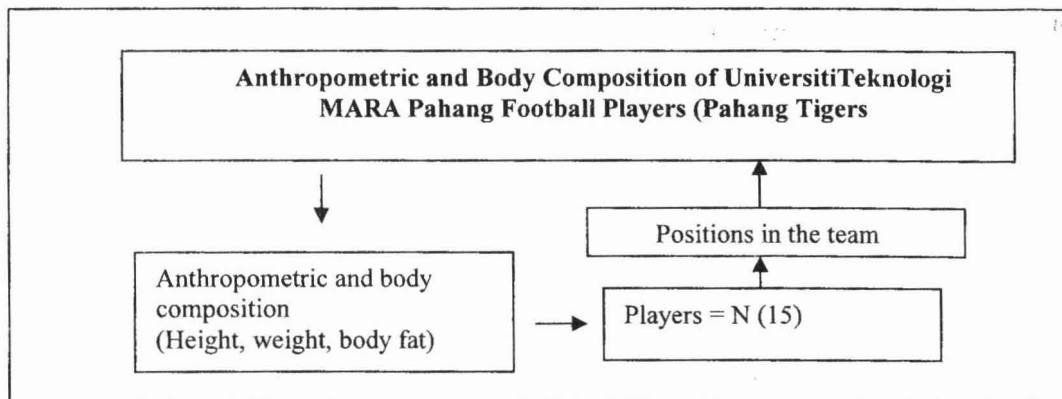 Anthropometric and Body Composition of UniversitiTeknologi
MARA Pahang Football Players (Pahang Tigers
Positions in the team
Anthropometric and body
composition
(Height, weight, body fat)
Players = N (15)